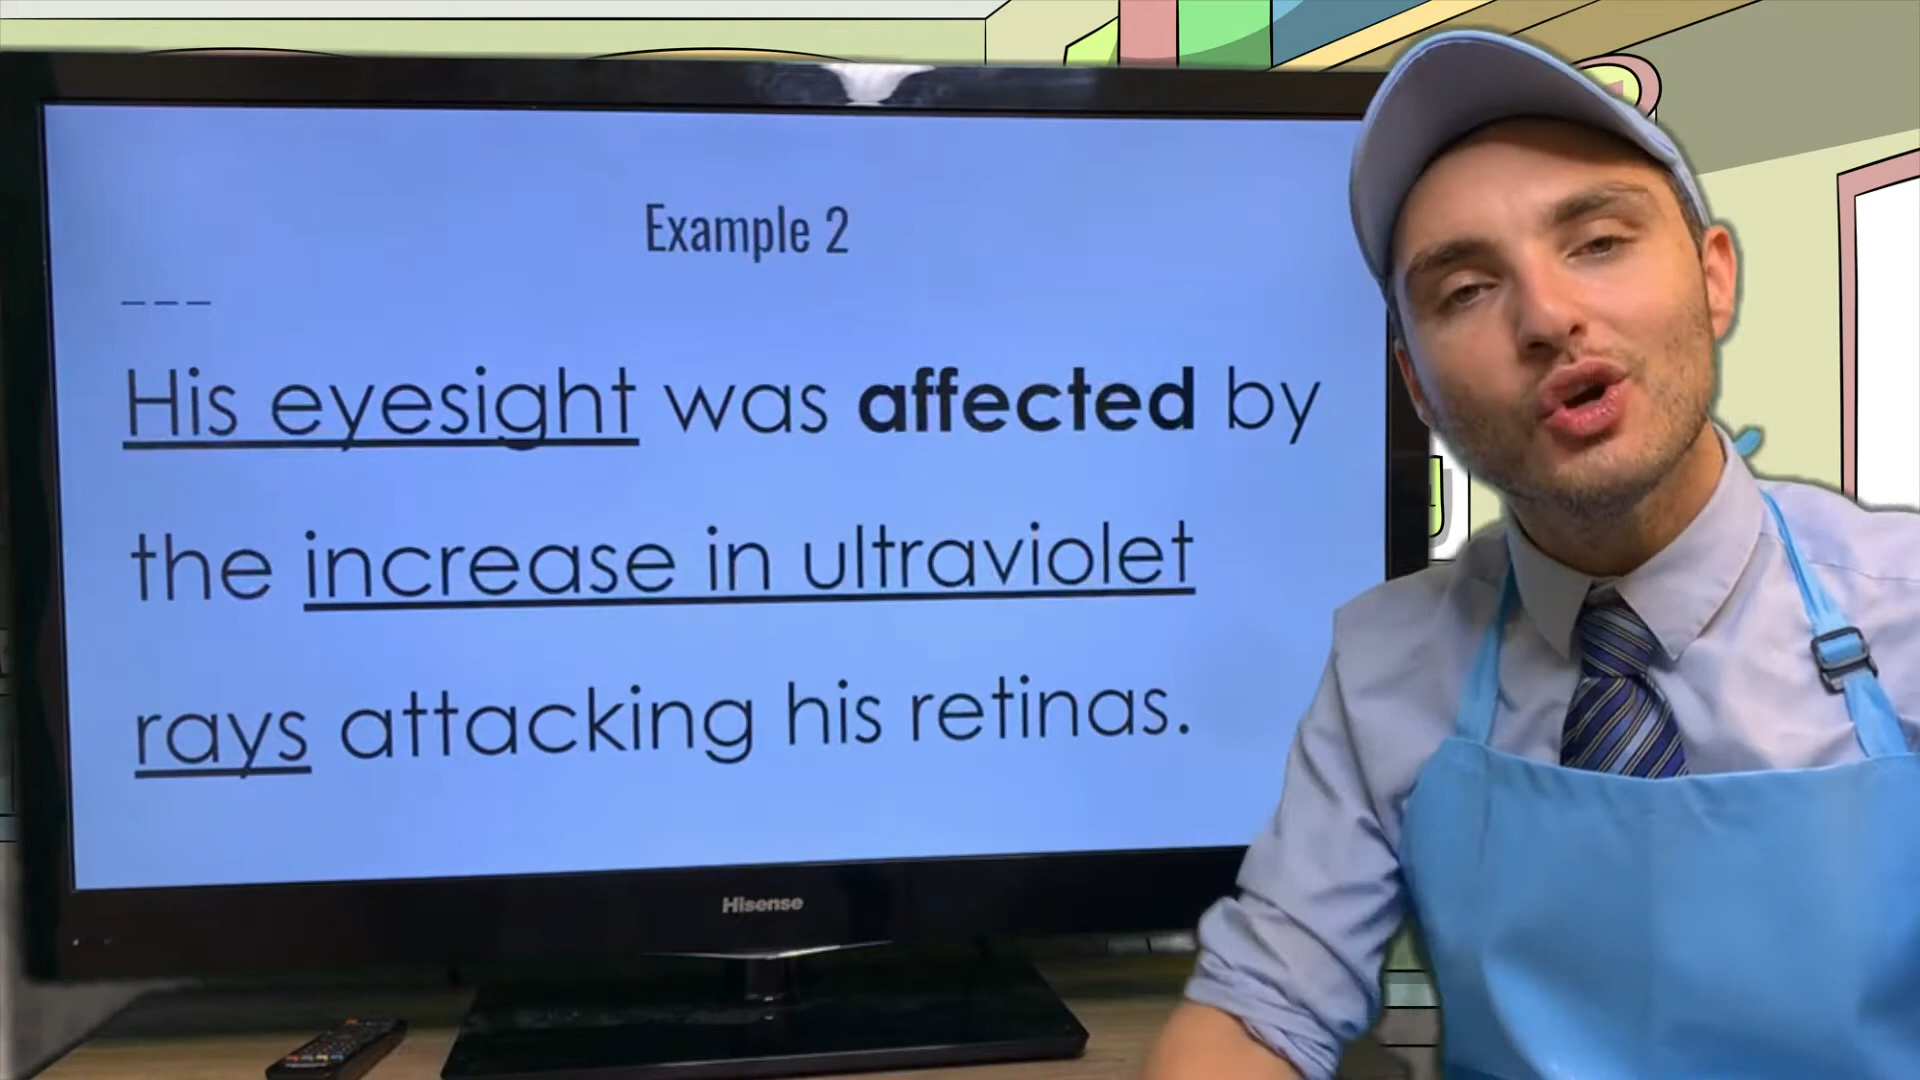 Example 2
---
His eyesight was affected by
the increase in ultraviolet
rays attacking his retinas.
Hisense